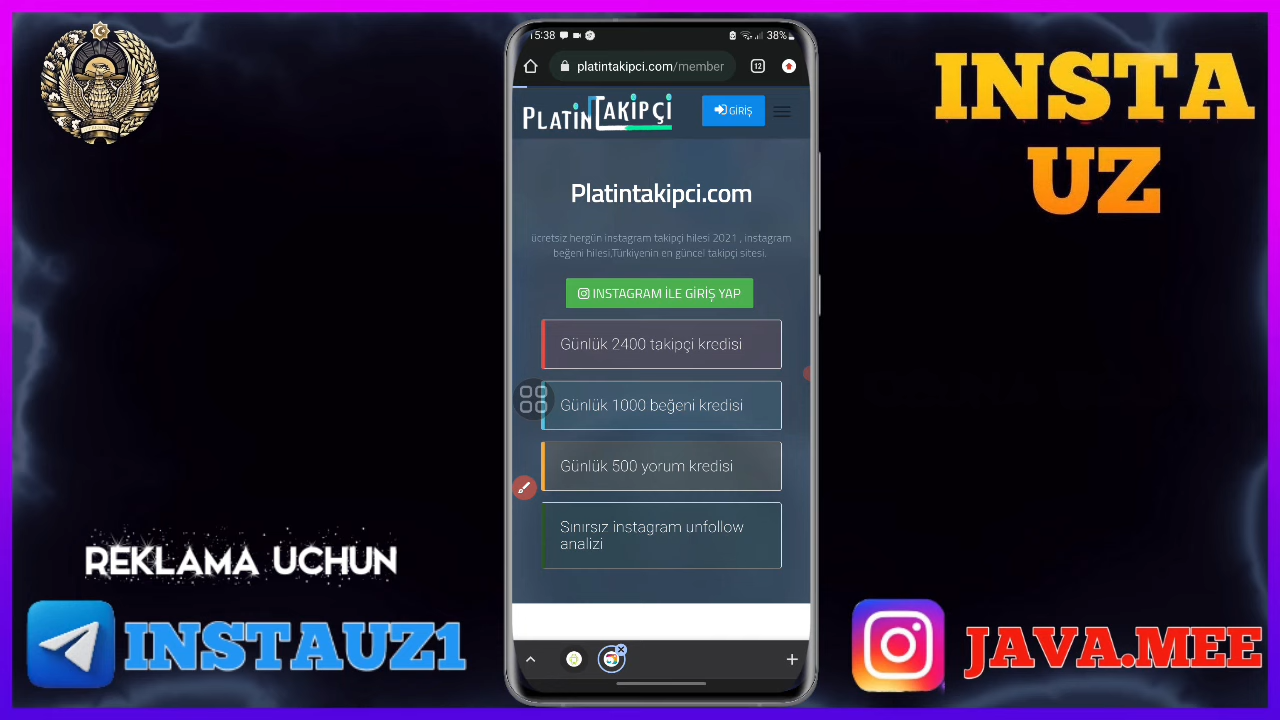 15:38
38%
platintakipci.com/member
12
PLATIN TAKIPÇI
GİRİŞ
Platintakipci.com
ücretsiz hergün instagram takipçi hilesi 2021 , instagram
beğeni hilesi,Türkiyenin en güncel takipçi sitesi.
INSTAGRAM İLE GİRİŞ YAP
Günlük 2400 takipçi kredisi
Günlük 1000 beğeni kredisi
Günlük 500 yorum kredisi
Sınırsız instagram unfollow
analizi
INSTA
UZ
REKLAMA UCHUN
INSTAUZ1
JAVA.MEE